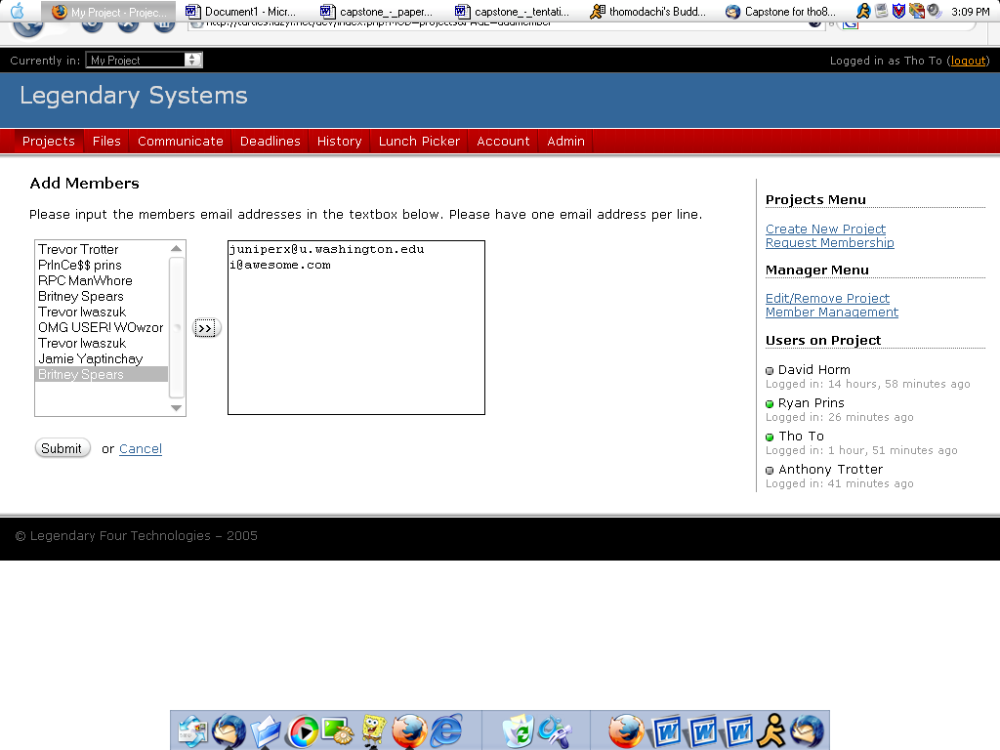 My Project - Projec...
Document1 - Micr...
capstone_-_paper...
capstone_-_tentati...
thomodachi's Budd...
Capstone for tho8...
3:09 PM
Currently in: My Project
Logged in as Tho To (logout)
Legendary Systems
Projects Files Communicate Deadlines History Lunch Picker Account Admin
Add Members
Please input the members email addresses in the textbox below. Please have one email address per line.
Trevor Trotter
PrInCe$$ prins
RPC ManWhore
Britney Spears
Trevor Iwaszuk
OMG USER! WOwzor
Trevor Iwaszuk
Jamie Yaptinchay
Britney Spears
>>
juniperx@u.washington.edu
i@awesome.com
Submit or Cancel
Projects Menu
Create New Project
Request Membership
Manager Menu
Edit/Remove Project
Member Management
Users on Project
David Horm
Logged in: 14 hours, 58 minutes ago
Ryan Prins
Logged in: 26 minutes ago
Tho To
Logged in: 1 hour, 51 minutes ago
Anthony Trotter
Logged in: 41 minutes ago
© Legendary Four Technologies – 2005